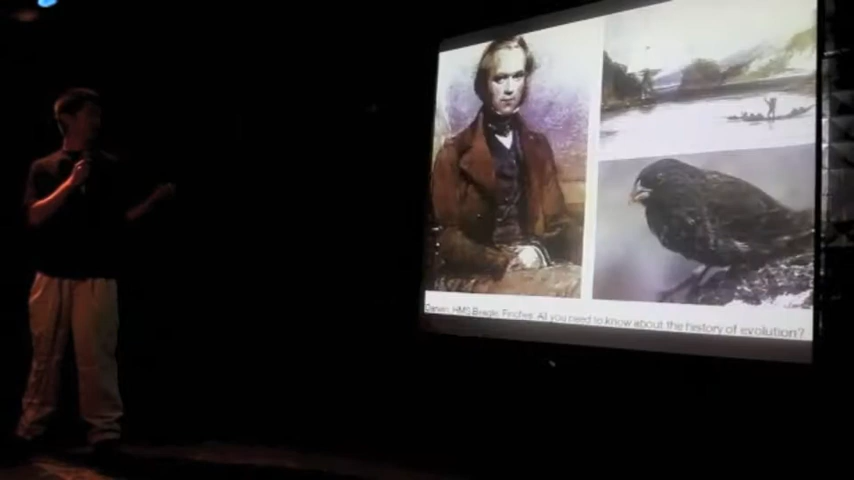 Darwin. HMS Beagle. Finches. All you need to know about the history of evolution?